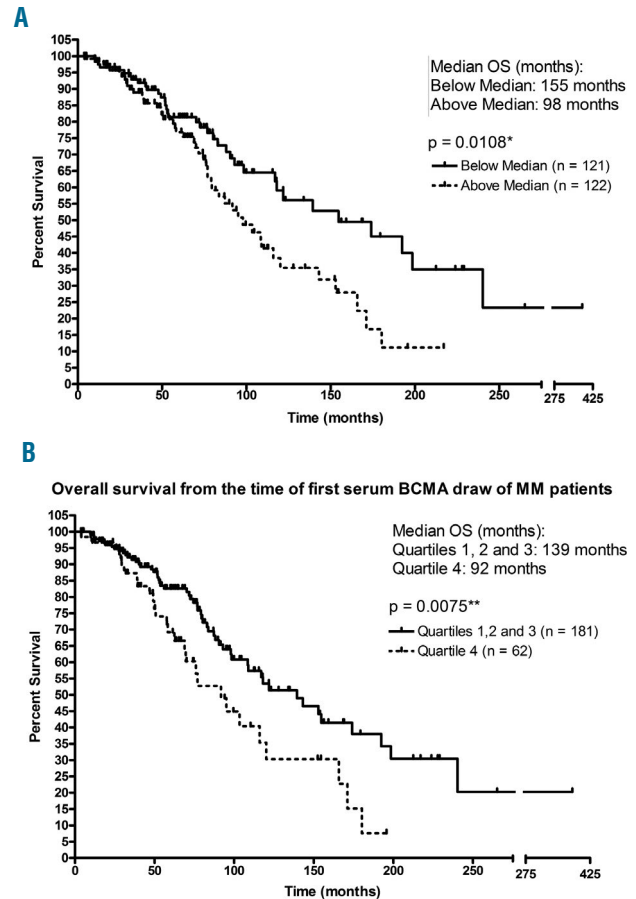 A
105
100
95
90
85
80
75
70
65
60
55
50
45
40
35
30
25
20
15
10
5
0
Percent Survival
Median OS (months):
Below Median: 155 months
Above Median: 98 months
p = 0.0108*
Below Median (n = 121)
Above Median (n = 122)
0 50 100 150 200 250 275 425
Time (months)
B
Overall survival from the time of first serum BCMA draw of MM patients
105
100
95
90
85
80
75
70
65
60
55
50
45
40
35
30
25
20
15
10
5
0
Percent Survival
Median OS (months):
Quartiles 1, 2 and 3: 139 months
Quartile 4: 92 months
p = 0.0075**
Quartiles 1,2 and 3 (n = 181)
Quartile 4 (n = 62)
0 50 100 150 200 250 275 425
Time (months)